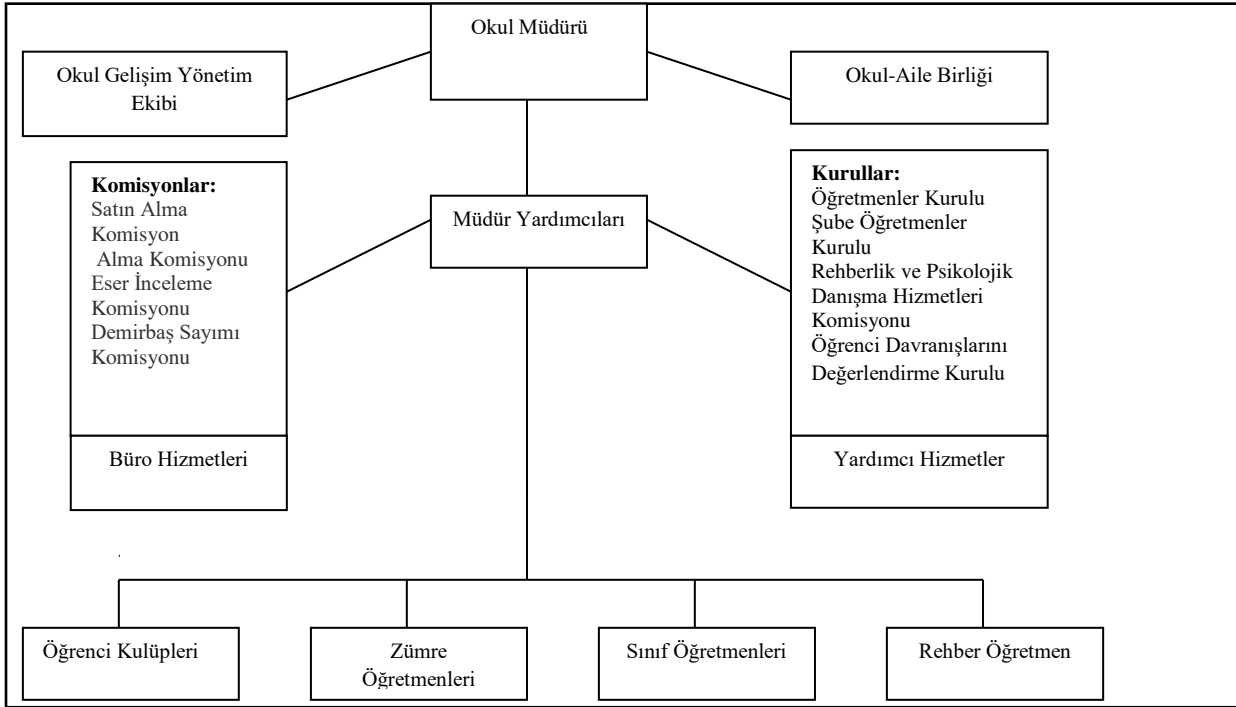 Okul Müdürü
Okul Gelişim Yönetim
Ekibi
Okul-Aile Birliği
Komisyonlar:
Satın Alma
Komisyon
Alma Komisyonu
Eser İnceleme
Komisyonu
Demirbaş Sayımı
Komisyonu
Müdür Yardımcıları
Kurullar:
Öğretmenler Kurulu
Şube Öğretmenler
Kurulu
Rehberlik ve Psikolojik
Danışma Hizmetleri
Komisyonu
Öğrenci Davranışlarını
Değerlendirme Kurulu
Büro Hizmetleri
Yardımcı Hizmetler
Öğrenci Kulüpleri
Zümre
Öğretmenleri
Sınıf Öğretmenleri
Rehber Öğretmen